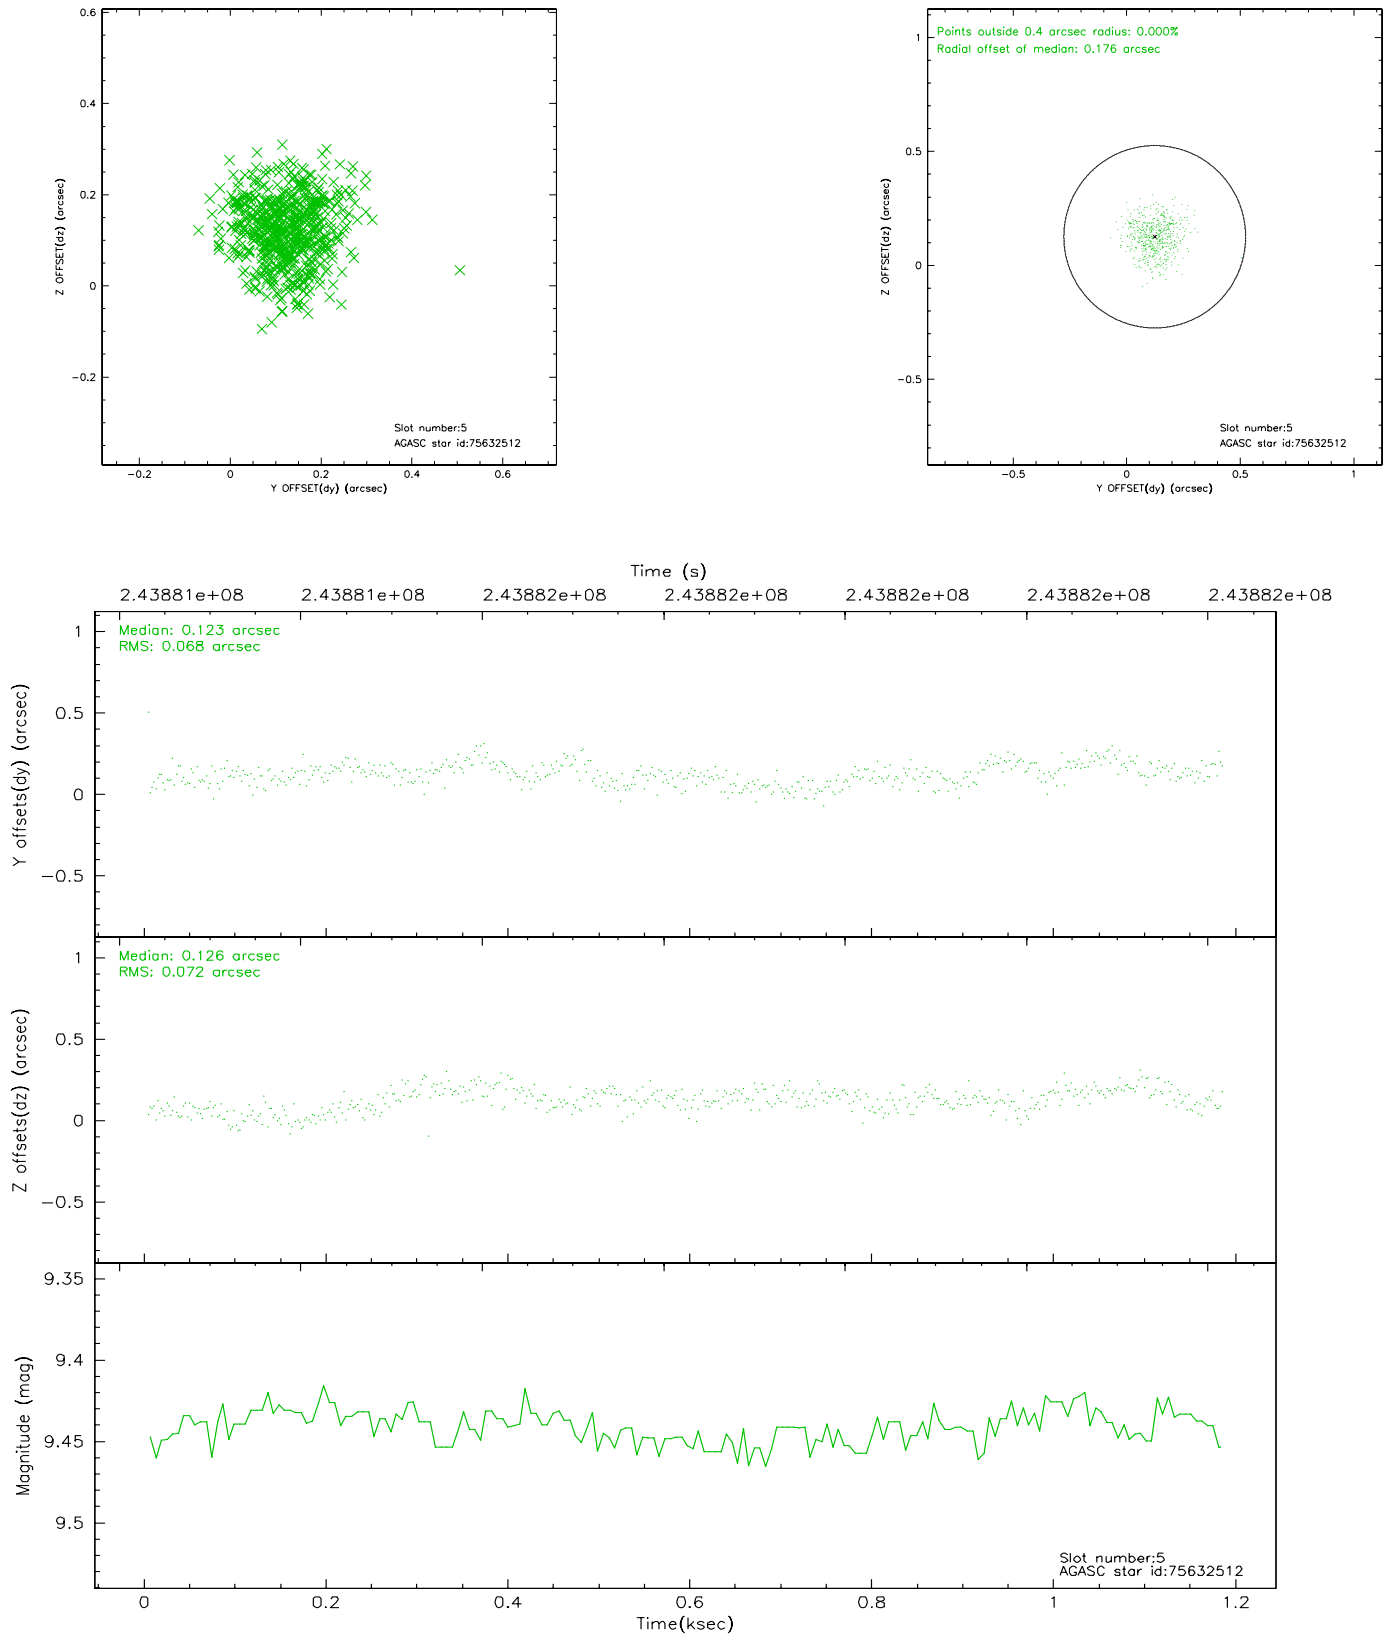 0.6
0.4
0.2
0
−0.2
Z OFFSET(dz) (arcsec)
Slot number:5
AGASC star id:75632512
−0.2 0 0.2 0.4 0.6
Y OFFSET(dy) (arcsec)
Points outside 0.4 arcsec radius: 0.000%
Radial offset of median: 0.176 arcsec
1
0.5
0
−0.5
Z OFFSET(dz) (arcsec)
Slot number:5
AGASC star id:75632512
−0.5 0 0.5 1
Y OFFSET(dy) (arcsec)
Time (s)
2.43881e+08 2.43881e+08 2.43882e+08 2.43882e+08 2.43882e+08 2.43882e+08 2.43882e+08
Median: 0.123 arcsec
RMS: 0.068 arcsec
1
0.5
0
−0.5
Y offsets(dy) (arcsec)
Median: 0.126 arcsec
RMS: 0.072 arcsec
1
0.5
0
−0.5
Z offsets(dz) (arcsec)
9.35
9.4
9.45
9.5
Magnitude (mag)
Slot number:5
AGASC star id:75632512
0 0.2 0.4 0.6 0.8 1 1.2
Time(ksec)